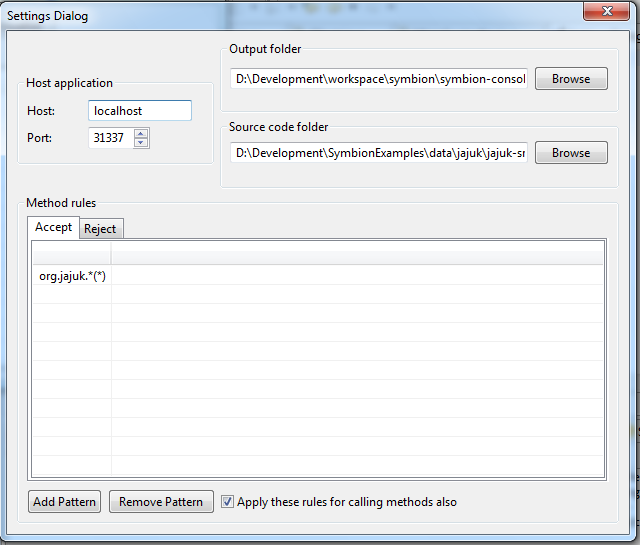 Settings Dialog
Host application
Host: localhost
Port: 31337
Output folder
D:\Development\workspace\symbion\symbion-consol
Browse
Source code folder
D:\Development\SymbionExamples\data\jajuk\jajuk-sr
Browse
Method rules
Accept Reject
org.jajuk.*(*)
Add Pattern Remove Pattern Apply these rules for calling methods also